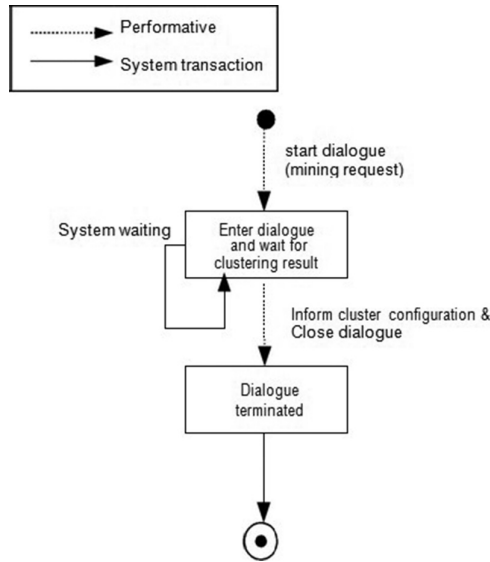 Performative
System transaction
start dialogue
(mining request)
System waiting
Enter dialogue
and wait for
clustering result
Inform cluster configuration &
Close dialogue
Dialogue
terminated